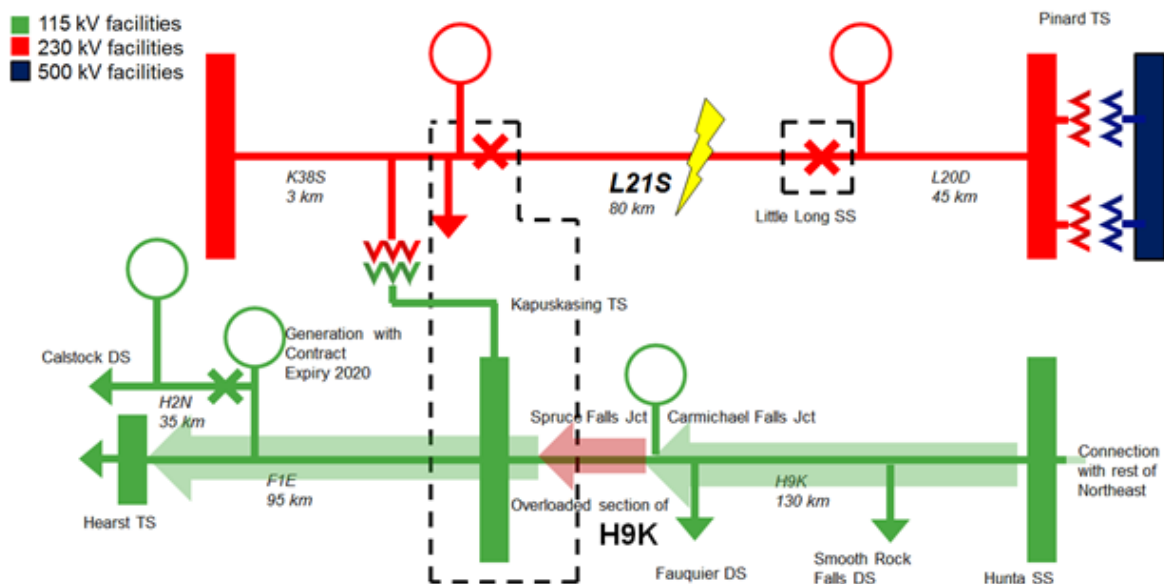 115 kV facilities
230 kV facilities
500 kV facilities
Pinard TS
K38S
3 km
L21S
80 km
L20D
45 km
Little Long SS
Kapuskasing TS
Generation with
Contract
Expiry 2020
Calstock DS
H2N
35 km
Spruce Falls Jct
Carmichael Falls Jct
Connection
with rest of
Northeast
F1E
95 km
H9K
130 km
Hearst TS
Overloaded section of
H9K
Fauquier DS
Smooth Rock
Falls DS
Hunta SS